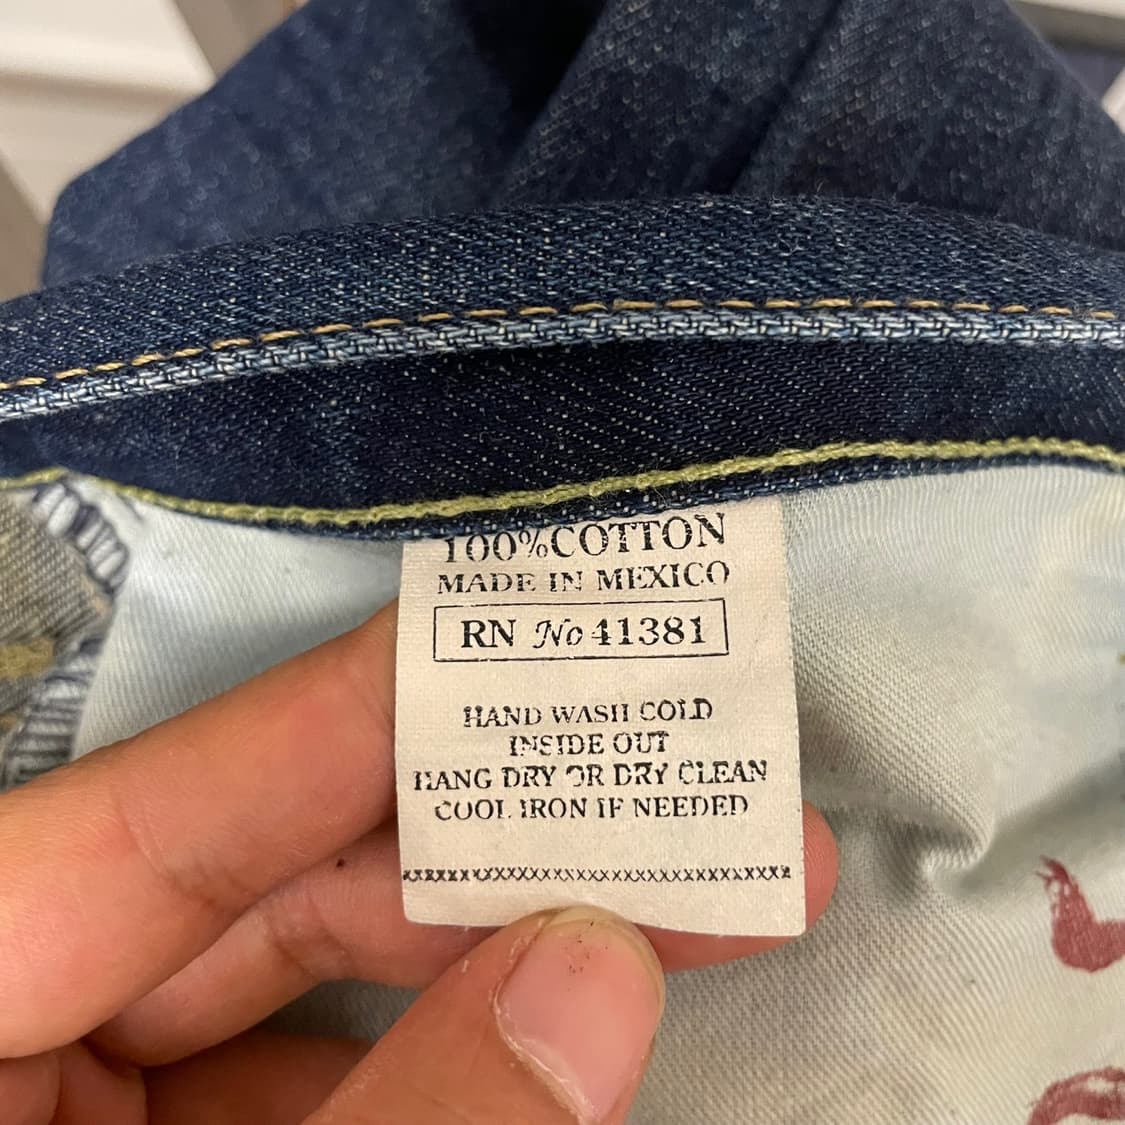 100%COTTON
MADE IN MEXICO
RN No 41381
HAND WASH COLD
INSIDE OUT
HANG DRY OR DRY CLEAN
COOL IRON IF NEEDED